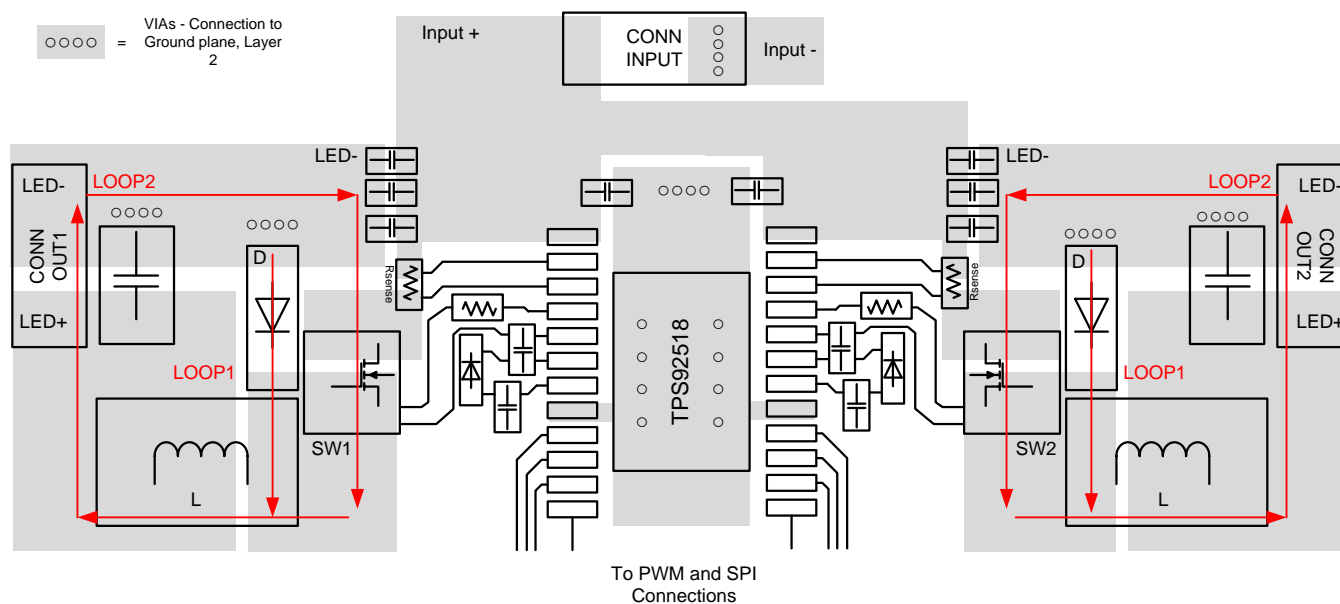 VIAs - Connection to
= Ground plane, Layer
2
Input +
CONN
INPUT
Input -
LED-
LED-
LED-
LOOP2
CONN
OUT1
D
Rsense
LED+
LOOP1
SW1
L
TPS92518
LOOP2
LED-
CONN
OUT2
D
Rsense
LED+
LOOP1
SW2
L
To PWM and SPI
Connections